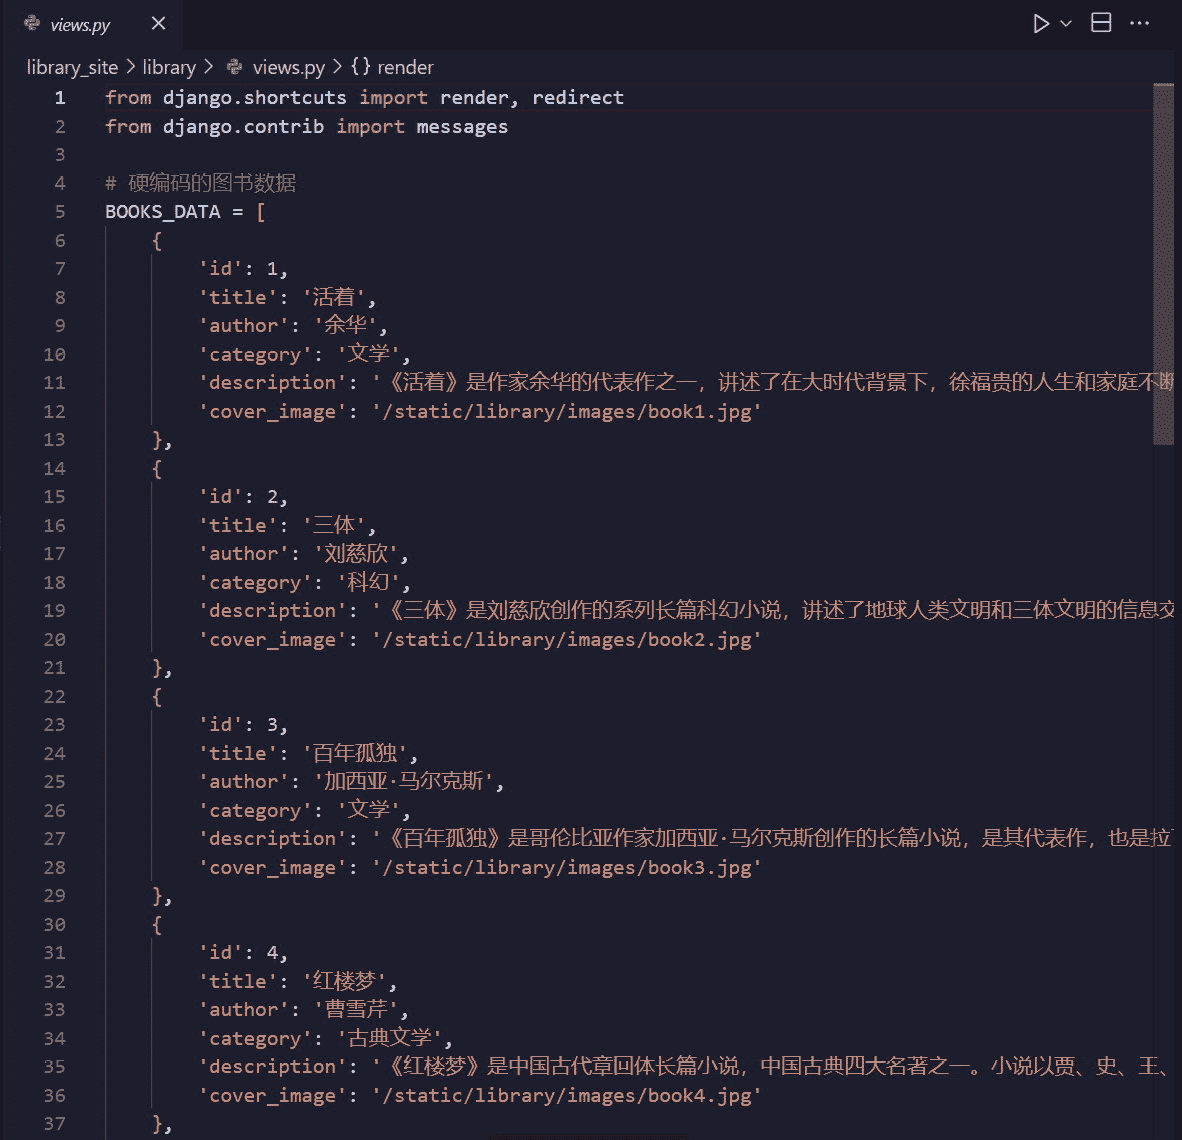 views.py
library_site > library > views.py > {} render
1 from django.shortcuts import render, redirect
2 from django.contrib import messages
3
4 # 硬编码的图书数据
5 BOOKS_DATA = [
6 {
7 'id': 1,
8 'title': '活着',
9 'author': '余华',
10 'category': '文学',
11 'description': '《活着》是作家余华的代表作之一，讲述了在大时代背景下，徐福贵的人生和家庭不断
12 'cover_image': '/static/library/images/book1.jpg'
13 },
14 {
15 'id': 2,
16 'title': '三体',
17 'author': '刘慈欣',
18 'category': '科幻',
19 'description': '《三体》是刘慈欣创作的系列长篇科幻小说，讲述了地球人类文明和三体文明的信息交
20 'cover_image': '/static/library/images/book2.jpg'
21 },
22 {
23 'id': 3,
24 'title': '百年孤独',
25 'author': '加西亚·马尔克斯',
26 'category': '文学',
27 'description': '《百年孤独》是哥伦比亚作家加西亚·马尔克斯创作的长篇小说，是其代表作，也是拉
28 'cover_image': '/static/library/images/book3.jpg'
29 },
30 {
31 'id': 4,
32 'title': '红楼梦',
33 'author': '曹雪芹',
34 'category': '古典文学',
35 'description': '《红楼梦》是中国古代章回体长篇小说，中国古典四大名著之一。小说以贾、史、王、
36 'cover_image': '/static/library/images/book4.jpg'
37 },